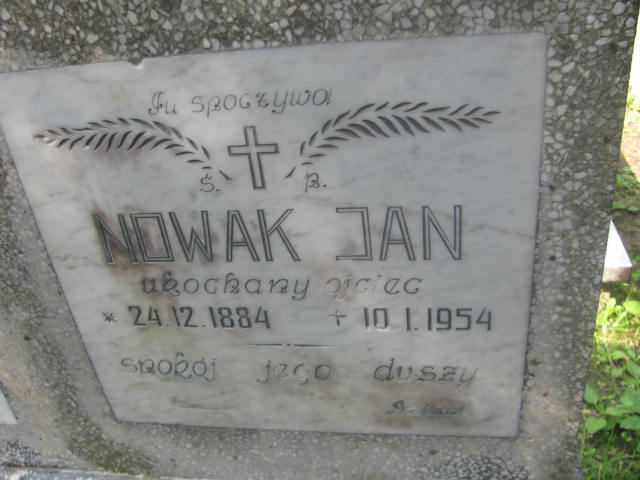 Tu spoczywa
Ś. P.
NOWAK JAN
ukochany ojciec
* 24.12.1884 + 10.1.1954
spokój jego duszy